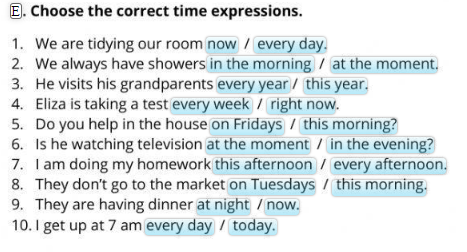 E. Choose the correct time expressions.
1. We are tidying our room now / every day.
2. We always have showers in the morning / at the moment.
3. He visits his grandparents every year / this year.
4. Eliza is taking a test every week / right now.
5. Do you help in the house on Fridays / this morning?
6. Is he watching television at the moment / in the evening?
7. I am doing my homework this afternoon / every afternoon.
8. They don't go to the market on Tuesdays / this morning.
9. They are having dinner at night / now.
10. I get up at 7 am every day / today.